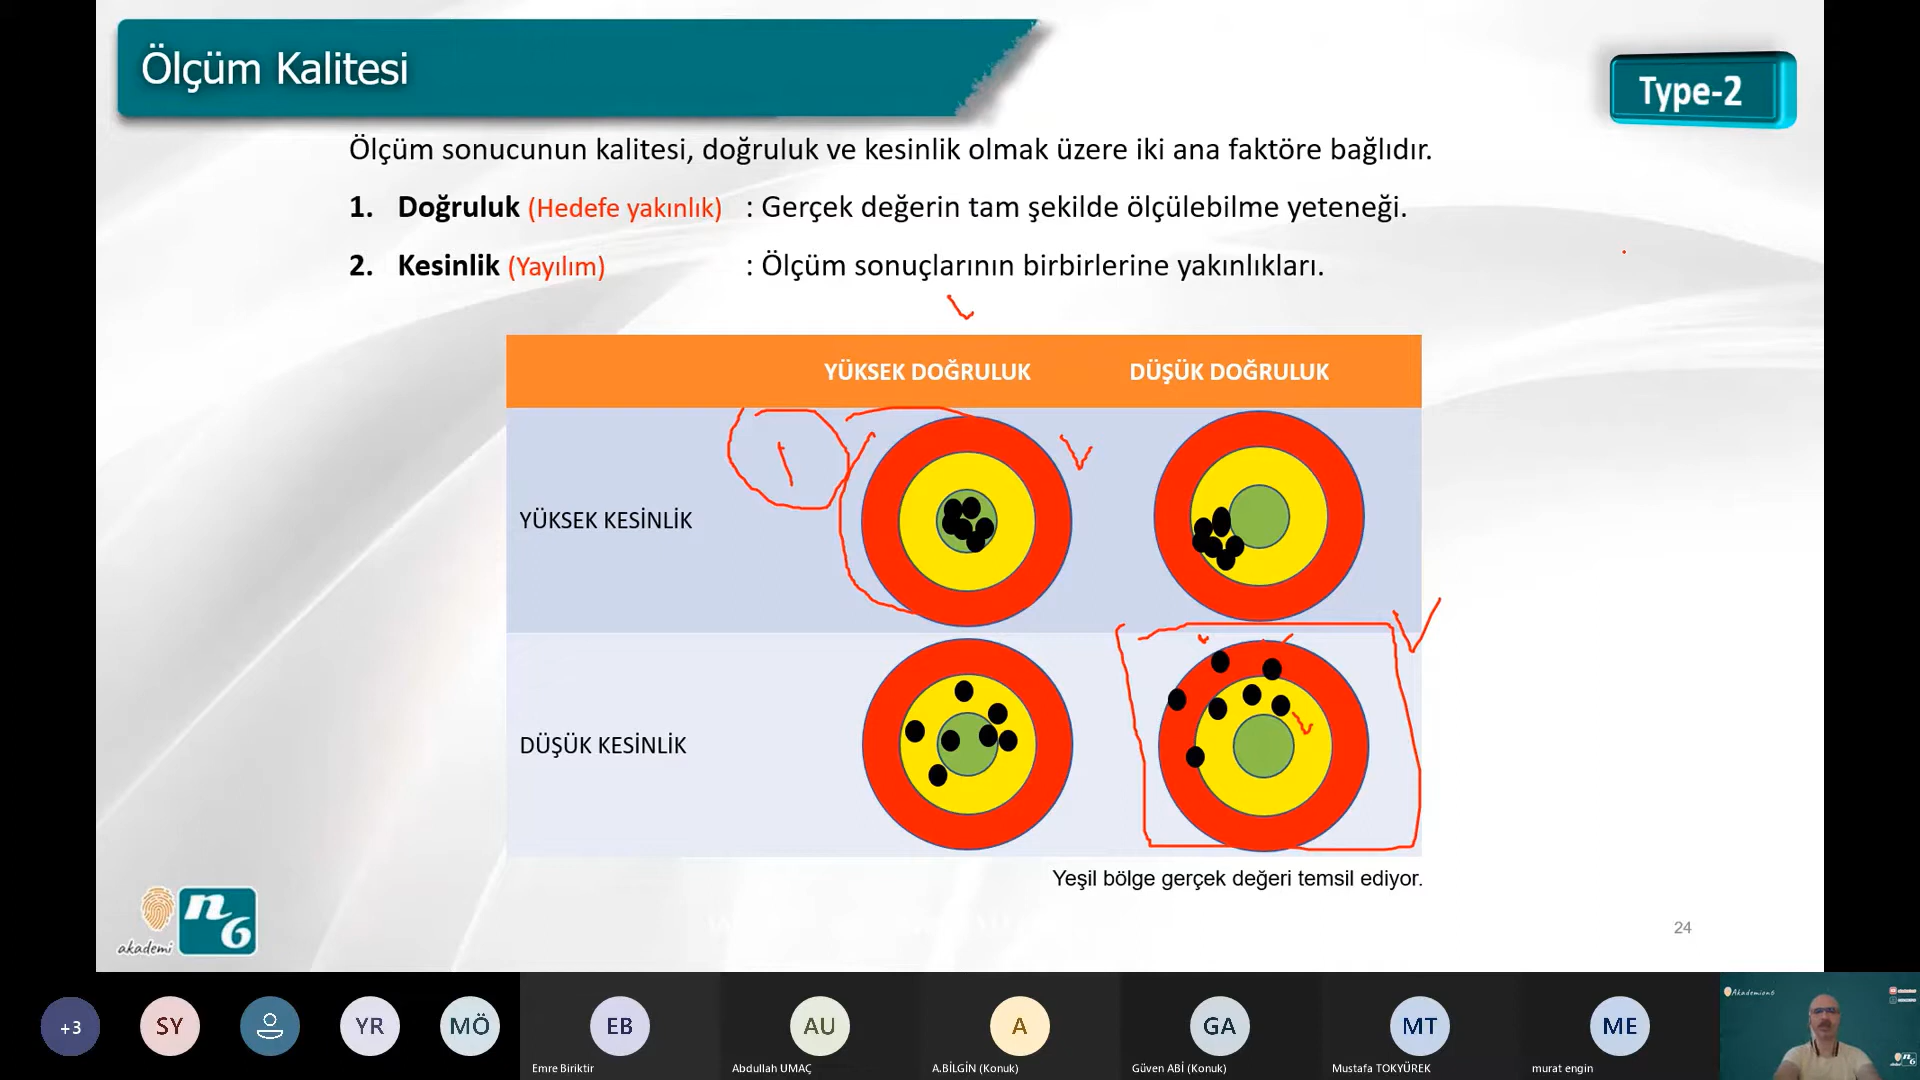 Ölçüm Kalitesi
Type-2
Ölçüm sonucunun kalitesi, doğruluk ve kesinlik olmak üzere iki ana faktöre bağlıdır.
1. Doğruluk (Hedefe yakınlık) : Gerçek değerin tam şekilde ölçülebilme yeteneği.
2. Kesinlik (Yayılım) : Ölçüm sonuçlarının birbirlerine yakınlıkları.
YÜKSEK DOĞRULUK DÜŞÜK DOĞRULUK
1
YÜKSEK KESİNLİK
DÜŞÜK KESİNLİK
Yeşil bölge gerçek değeri temsil ediyor.
akademi n6
24
+3 SY YR MÖ EB AU A GA MT ME
Emre Biriktir Abdullah UMAÇ A.BİLGİN (Konuk) Güven ABİ (Konuk) Mustafa TOKYÜREK murat engin